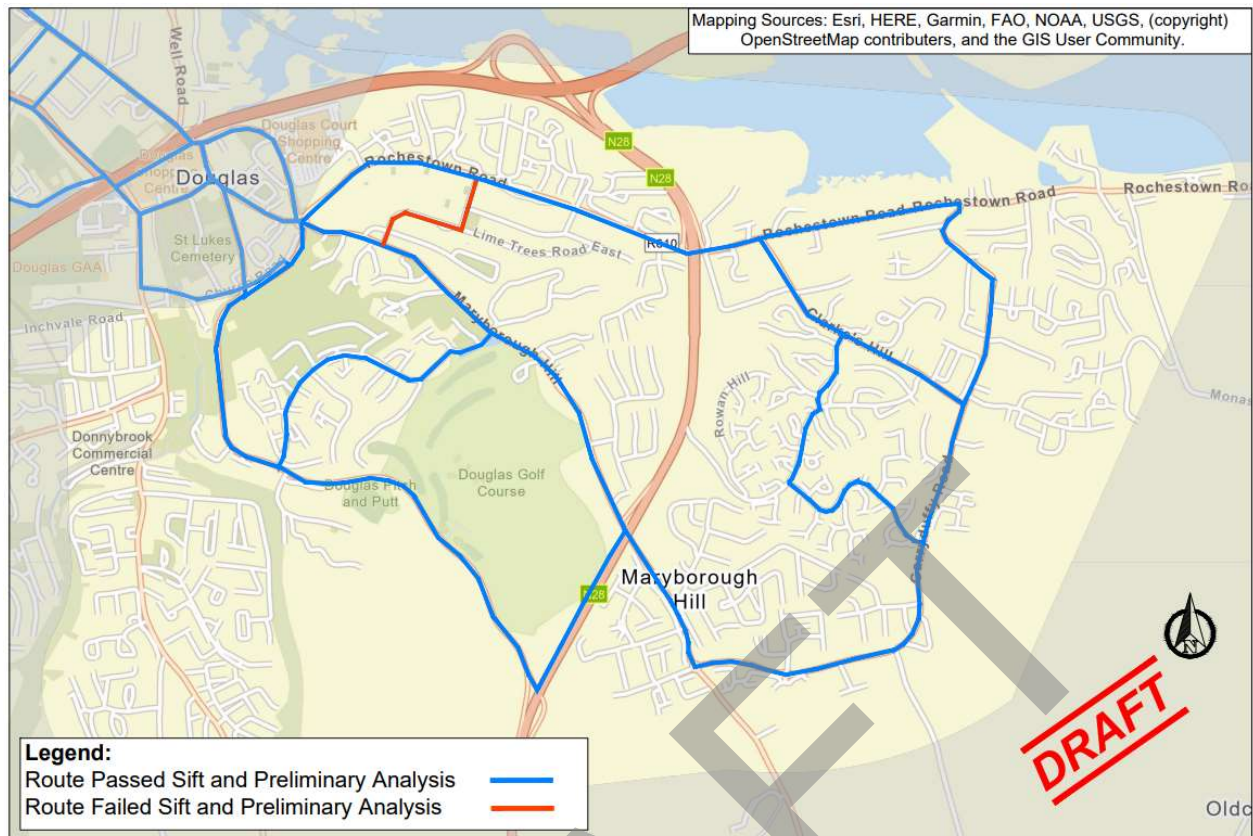 Mapping Sources: Esri, HERE, Garmin, FAO, NOAA, USGS, (copyright)
OpenStreetMap contributers, and the GIS User Community.
Well Road
Douglas Court
Shopping
Centre
N28
Douglas
Centre
Douglas
Rochestown Road
N28
Rochestown Road Rochestown Road
Rochestown
St Lukes
Cemetery
Lime Trees Road East
R610
Douglas GAA
Inchvale Road
Maryborough Hill
Clarke's Hill
Rowan Hill
Donnybrook
Commercial
Centre
Douglas Golf
Course
Douglas Pitch
and Putt
Maryborough
Hill
N28
N
DRAFT
Legend:
Route Passed Sift and Preliminary Analysis
Route Failed Sift and Preliminary Analysis